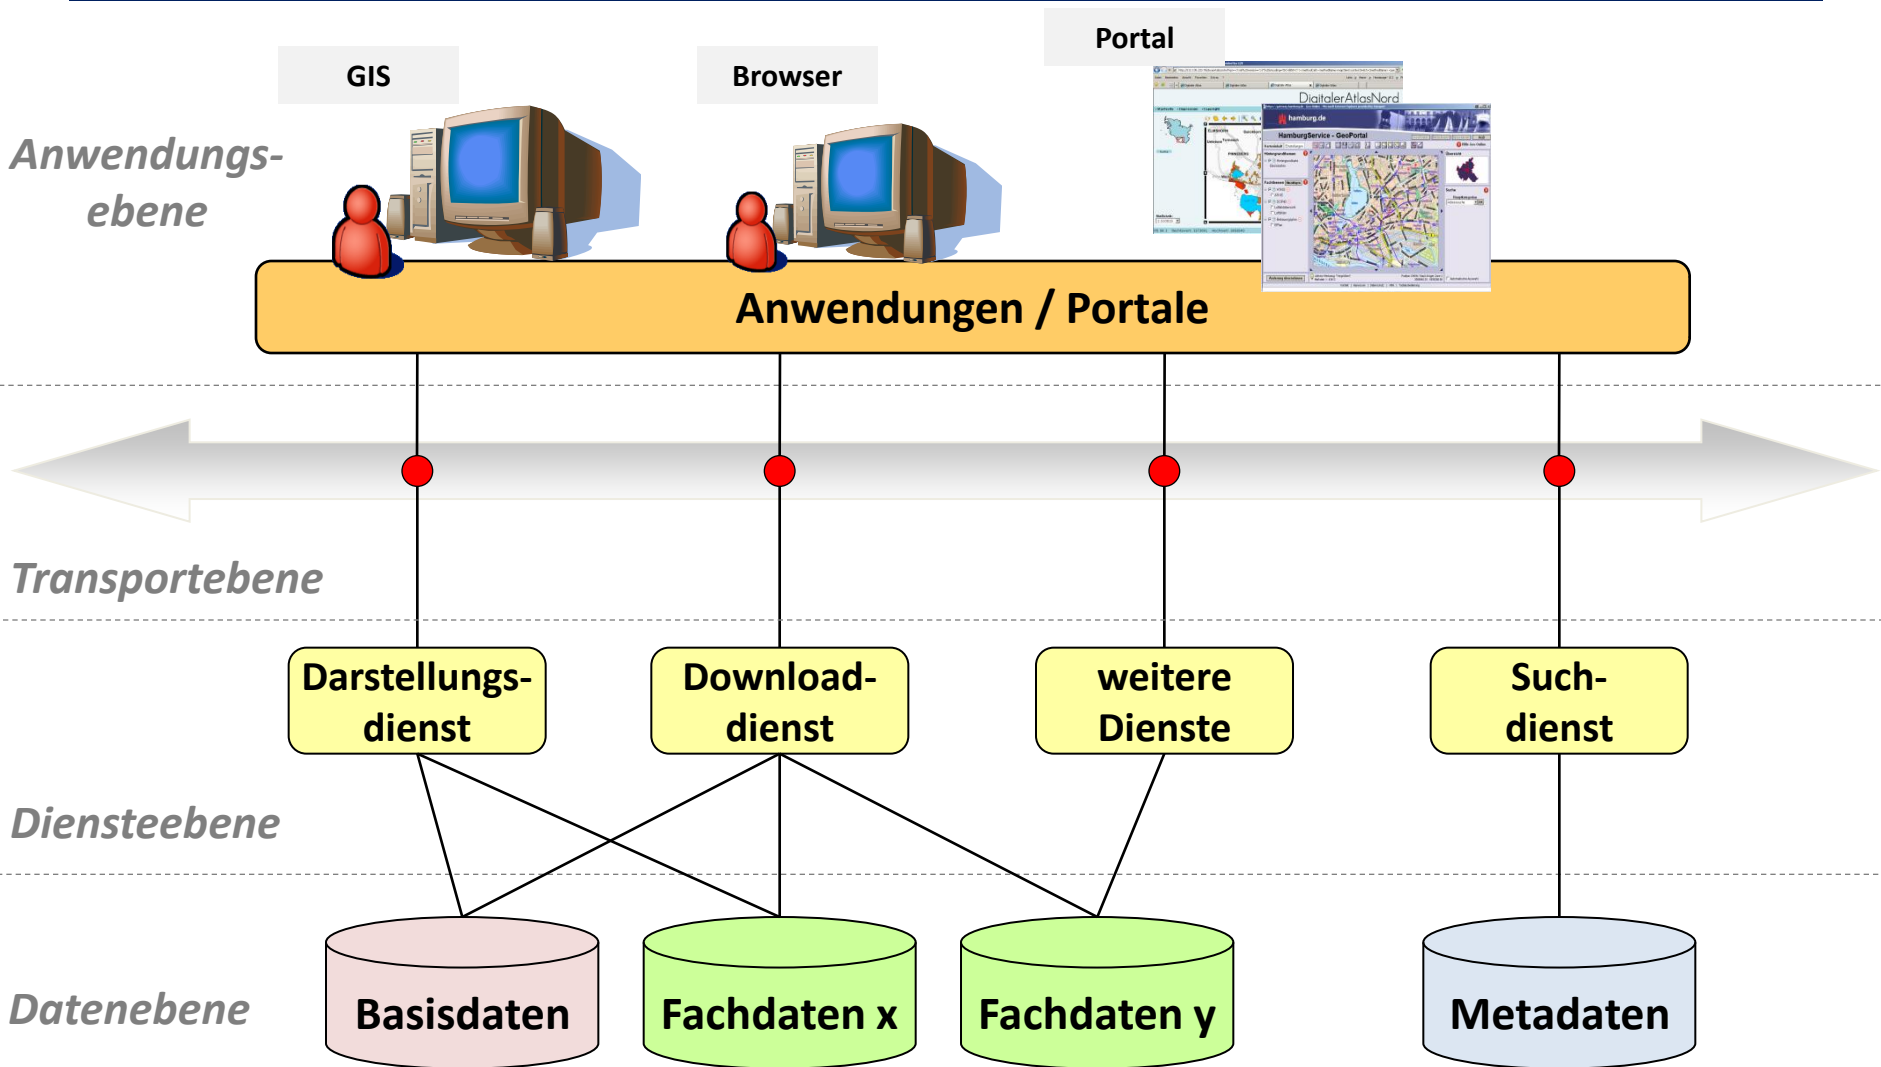 Portal
GIS
Browser
DigitalerAtlasNord
hamburg.de
HamburgService - GeoPortal
Anwendungs-
ebene
Anwendungen / Portale
Transportebene
Darstellungs-
dienst
Download-
dienst
weitere
Dienste
Such-
dienst
Diensteebene
Datenebene
Basisdaten
Fachdaten x
Fachdaten y
Metadaten